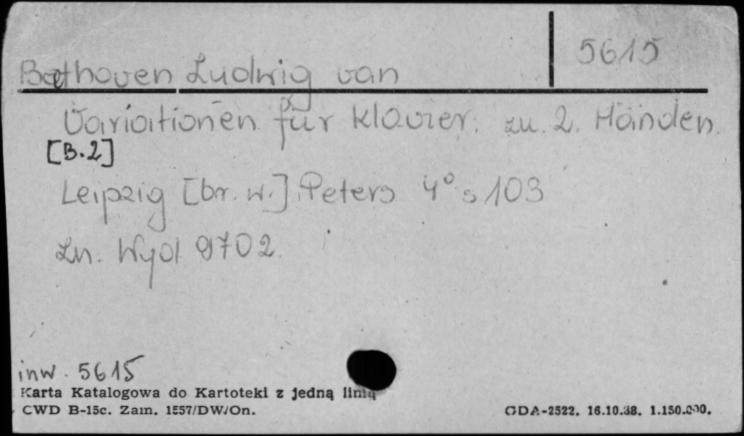 5615
Beethoven Ludwig van
Variationen für Klavier. zu. 2. Händen.
[B.2]
Leipzig [br. w.] Peters 4° s 103
Zn. Wyd 9702
inw. 5615
Karta Katalogowa do Kartoteki z jedną linią
CWD B-15c. Zam. 1557/DW/On.
GDA-2522. 16.10.38. 1.150.000.